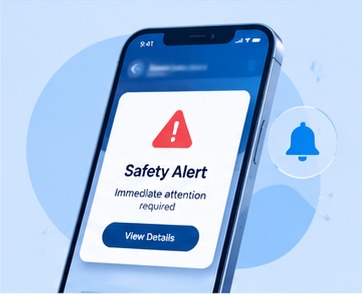 9:41
Safety Alert
Immediate attention
required
View Details